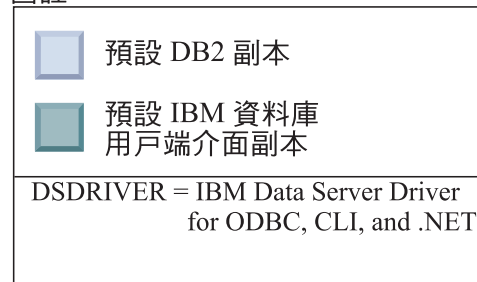 預設 DB2 副本
預設 IBM 資料庫
用戶端介面副本
DSDRIVER = IBM Data Server Driver
for ODBC, CLI, and .NET